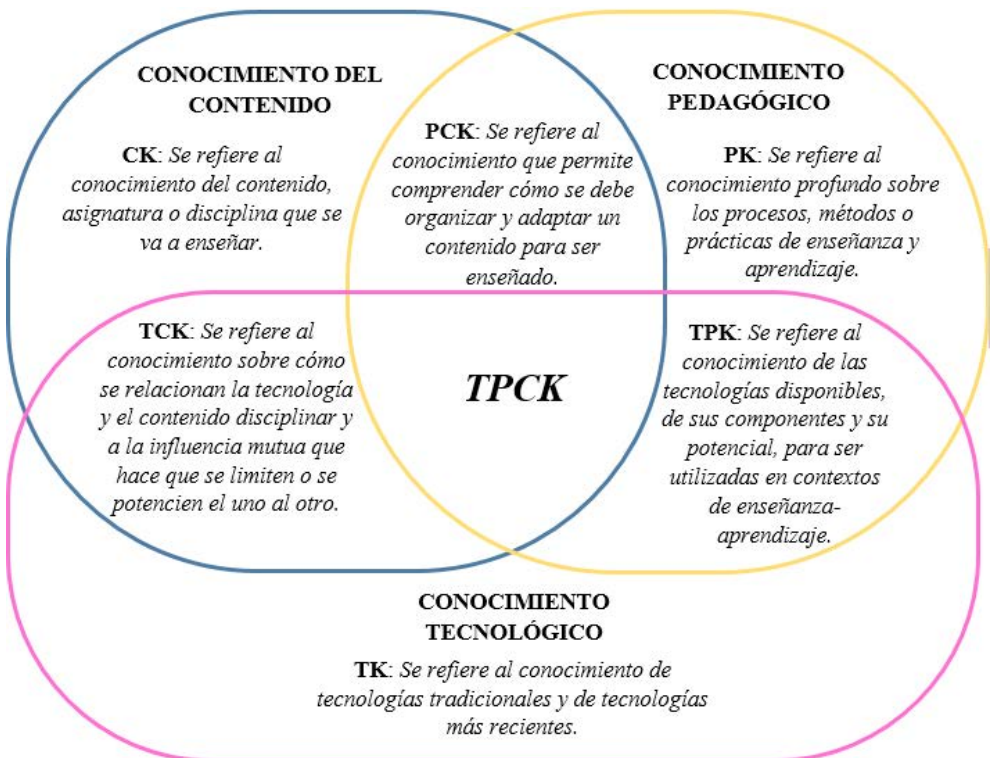 CONOCIMIENTO DEL
CONTENIDO
CK: Se refiere al
conocimiento del contenido,
asignatura o disciplina que se
va a enseñar.
PCK: Se refiere al
conocimiento que permite
comprender cómo se debe
organizar y adaptar un
contenido para ser
enseñado.
CONOCIMIENTO
PEDAGÓGICO
PK: Se refiere al
conocimiento profundo sobre
los procesos, métodos o
prácticas de enseñanza y
aprendizaje.
TCK: Se refiere al
conocimiento sobre cómo
se relacionan la tecnología
y el contenido disciplinar y
a la influencia mutua que
hace que se limiten o se
potencien el uno al otro.
TPCK
TPK: Se refiere al
conocimiento de las
tecnologías disponibles,
de sus componentes y su
potencial, para ser
utilizadas en contextos
de enseñanza-
aprendizaje.
CONOCIMIENTO
TECNOLÓGICO
TK: Se refiere al conocimiento de
tecnologías tradicionales y de tecnologías
más recientes.